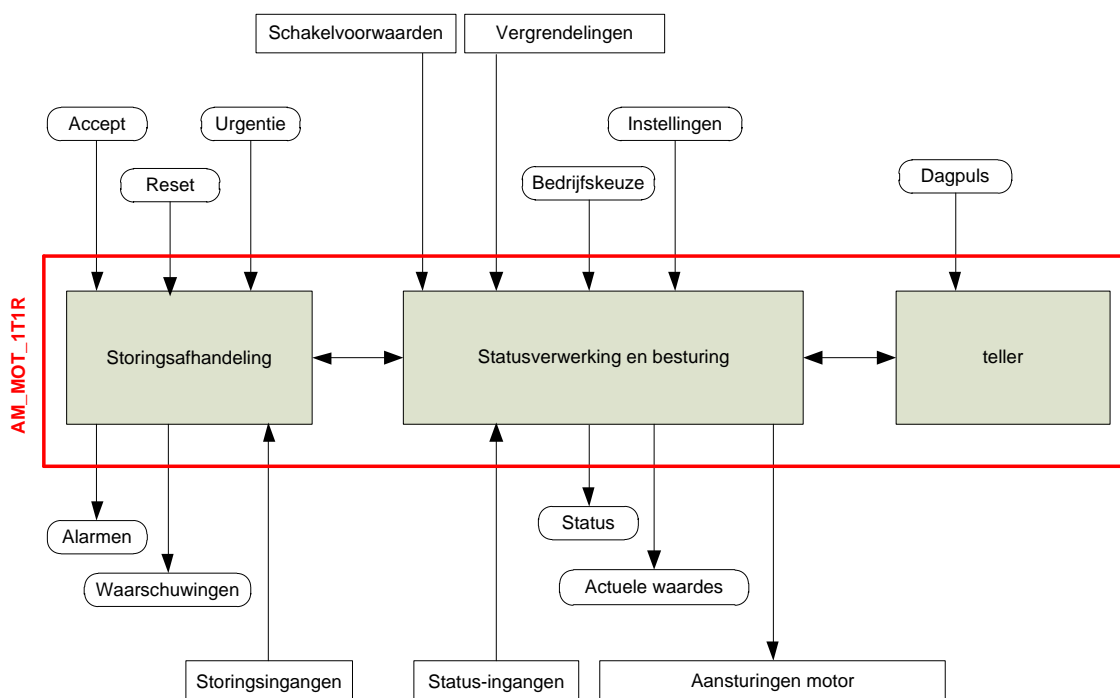 Schakelvoorwaarden
Vergrendelingen
Accept
Urgentie
Instellingen
Reset
Bedrijfskeuze
Dagpuls
AM_MOT_1T1R
Storingsafhandeling
Statusverwerking en besturing
teller
Alarmen
Status
Waarschuwingen
Actuele waardes
Storingsingangen
Status-ingangen
Aansturingen motor